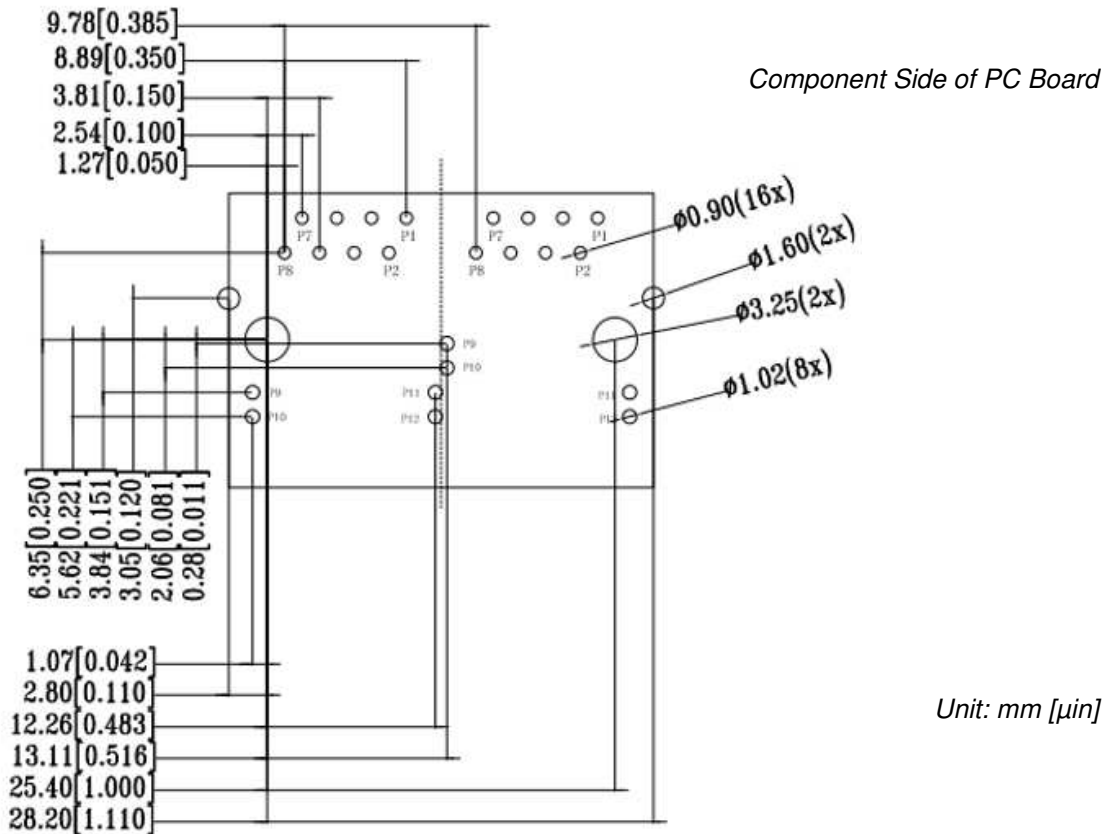 9.78[0.385]
8.89[0.350]
3.81[0.150]
2.54[0.100]
1.27[0.050]
Component Side of PC Board
ø0.90(16x)
ø1.60(2x)
ø3.25(2x)
ø1.02(8x)
P7 P1 P7 P1
P8 P2 P8 P2
P9
P10
P9 P11 P11
P10 P12
6.35[0.250]
5.62[0.221]
3.84[0.151]
3.05[0.120]
2.06[0.081]
0.28[0.011]
1.07[0.042]
2.80[0.110]
12.26[0.483]
13.11[0.516]
25.40[1.000]
28.20[1.110]
Unit: mm [µin]